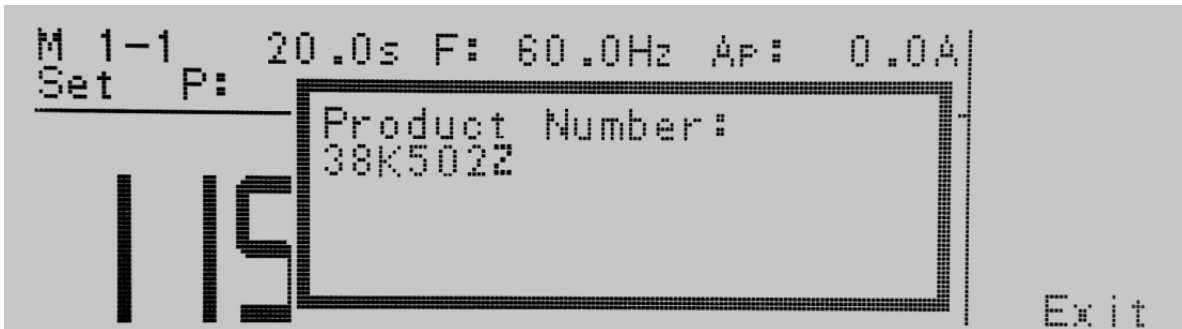 M 1-1 20.0s F: 60.0Hz Ap: 0.0A
Set P:
Product Number:
38K502Z
115
Exit